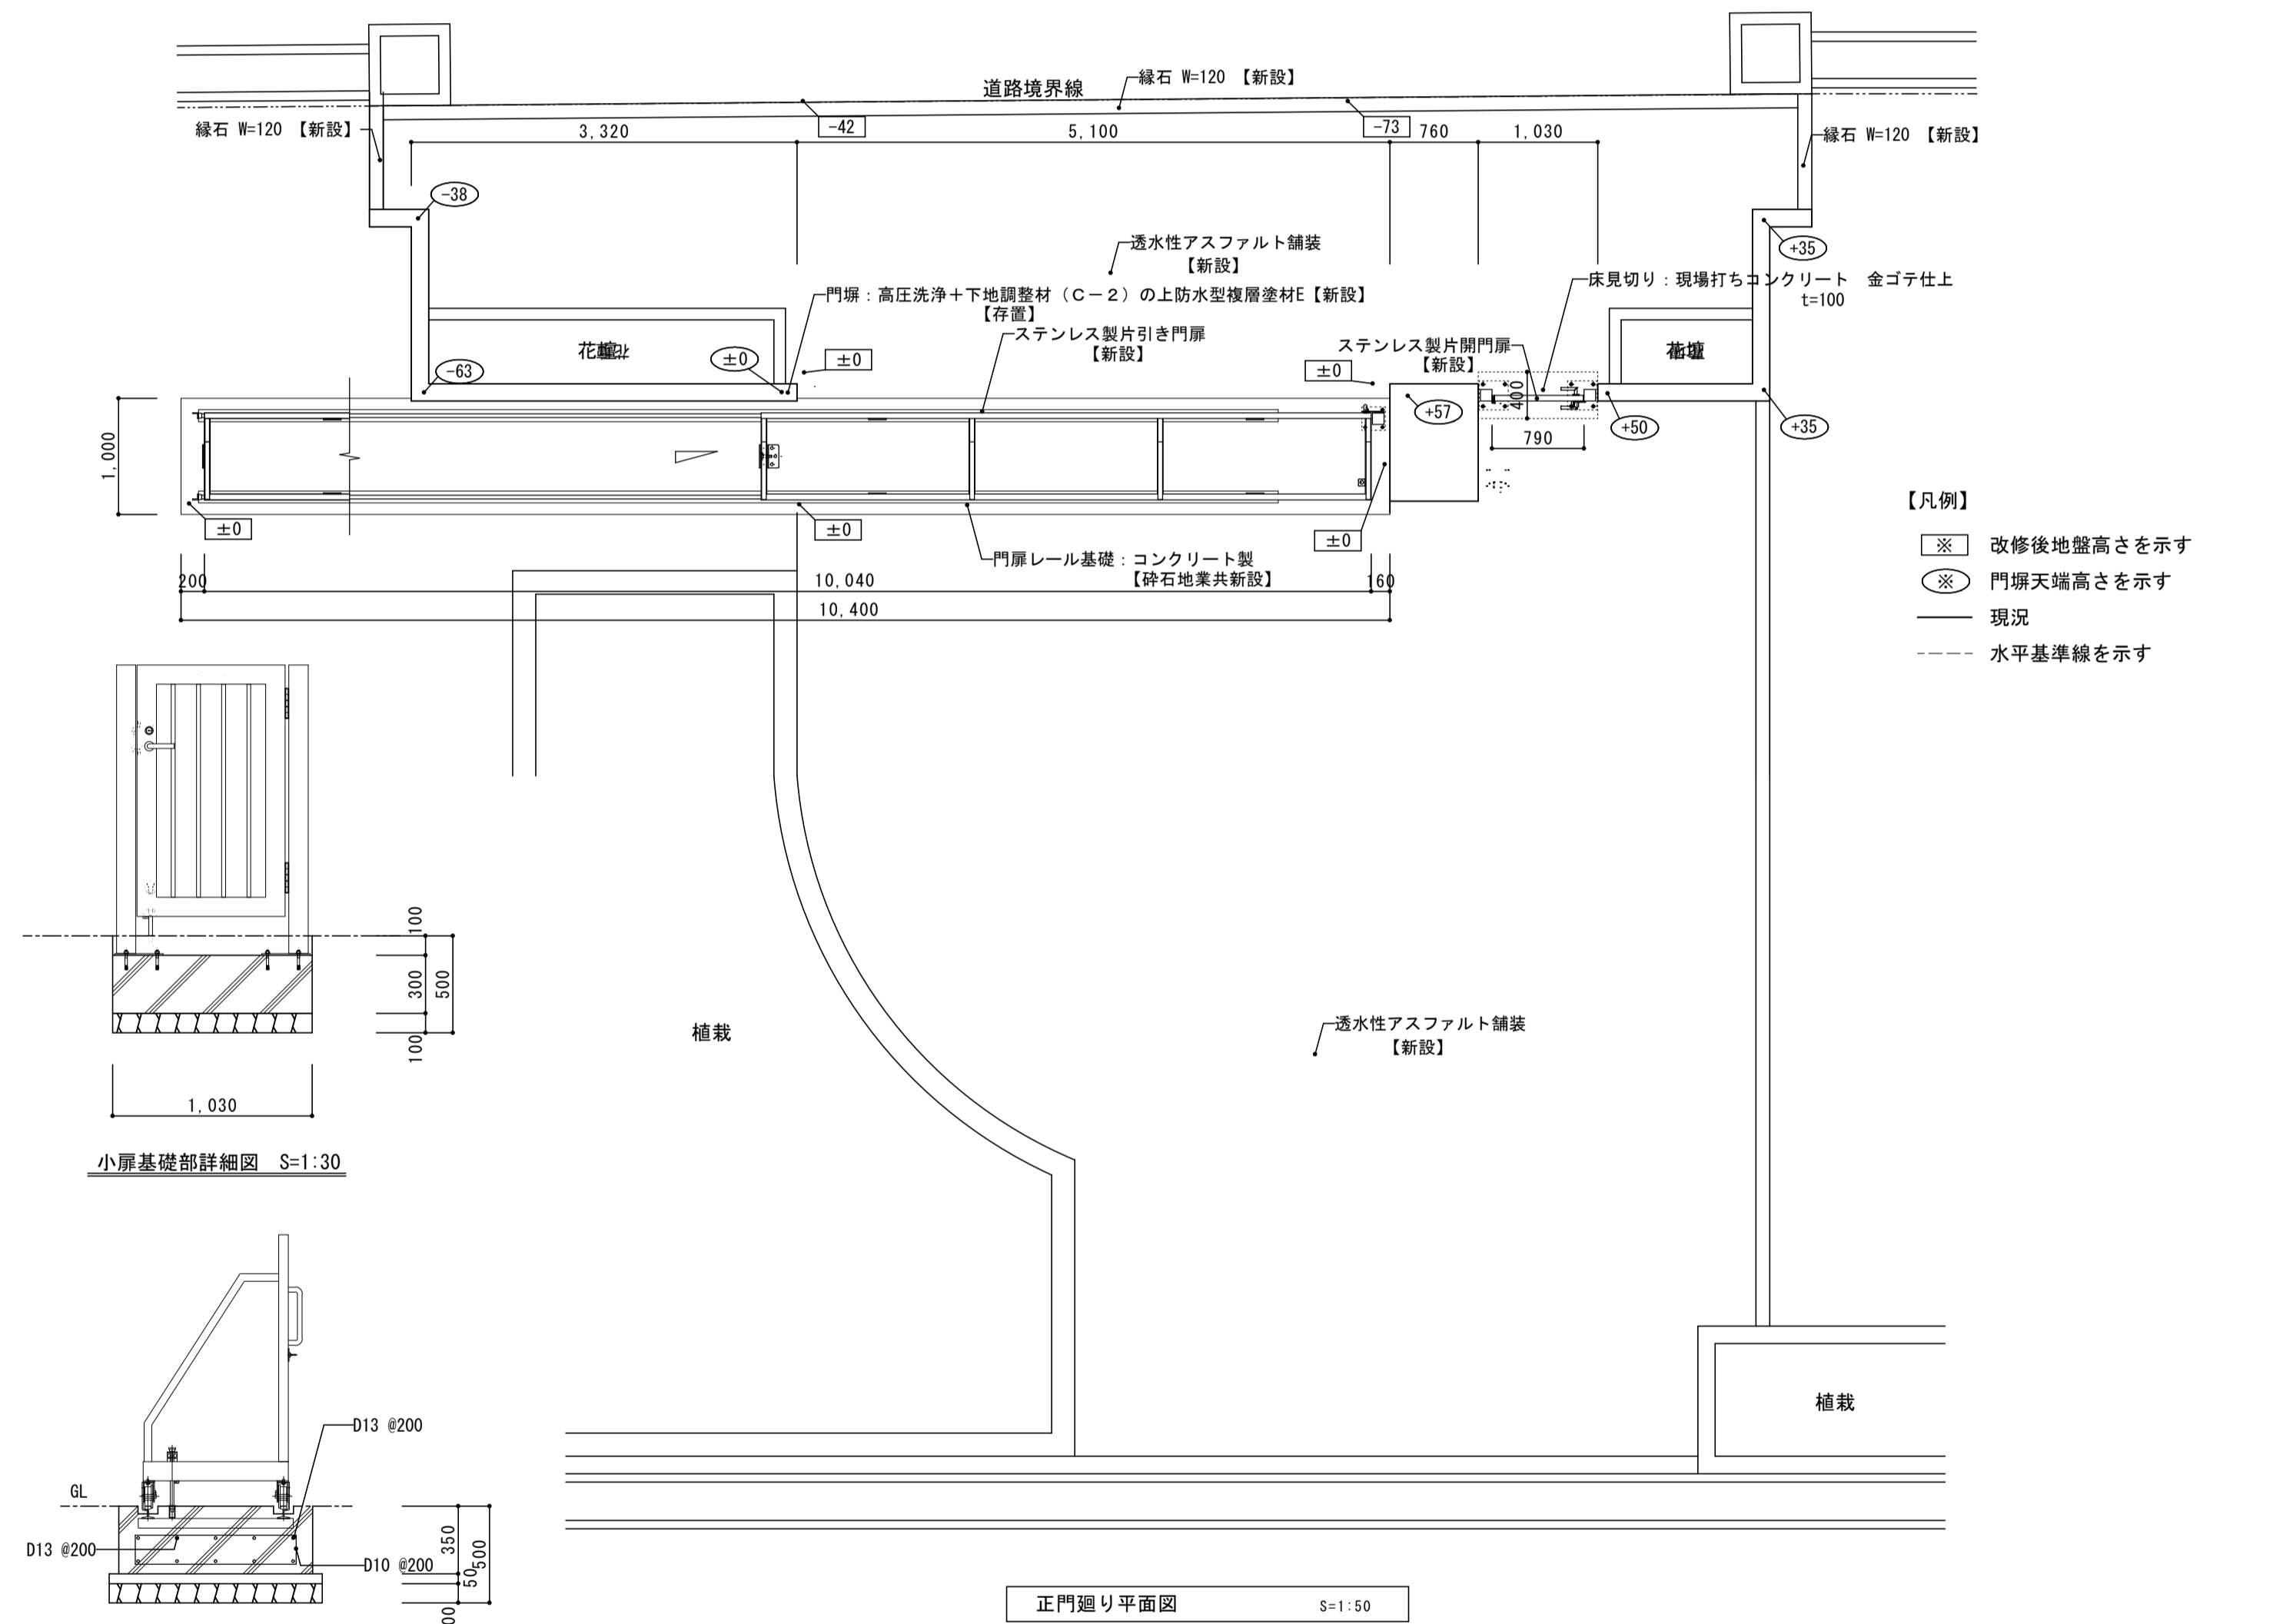 道路境界線
縁石 W=120 【新設】
縁石 W=120 【新設】
縁石 W=120 【新設】
-42
-73
3,320
5,100
760
1,030
-38
+35
透水性アスファルト舗装
【新設】
床見切り：現場打ちコンクリート　金ゴテ仕上
t=100
門塀：高圧洗浄＋下地調整材（Ｃ－２）の上防水型複層塗材E【新設】
【存置】
ステンレス製片引き門扉
【新設】
ステンレス製片開門扉
【新設】
花壇
±0
±0
±0
花壇
-63
400
+57
+50
+35
790
1,000
±0
±0
±0
門扉レール基礎：コンクリート製
【砕石地業共新設】
200
10,040
160
10,400
【凡例】
※ 改修後地盤高さを示す
※ 門塀天端高さを示す
現況
水平基準線を示す
100
300
500
100
1,030
小扉基礎部詳細図　S=1:30
植栽
透水性アスファルト舗装
【新設】
植栽
D13 @200
GL
D13 @200
D10 @200
350
50
500
00
正門廻り平面図 S=1:50